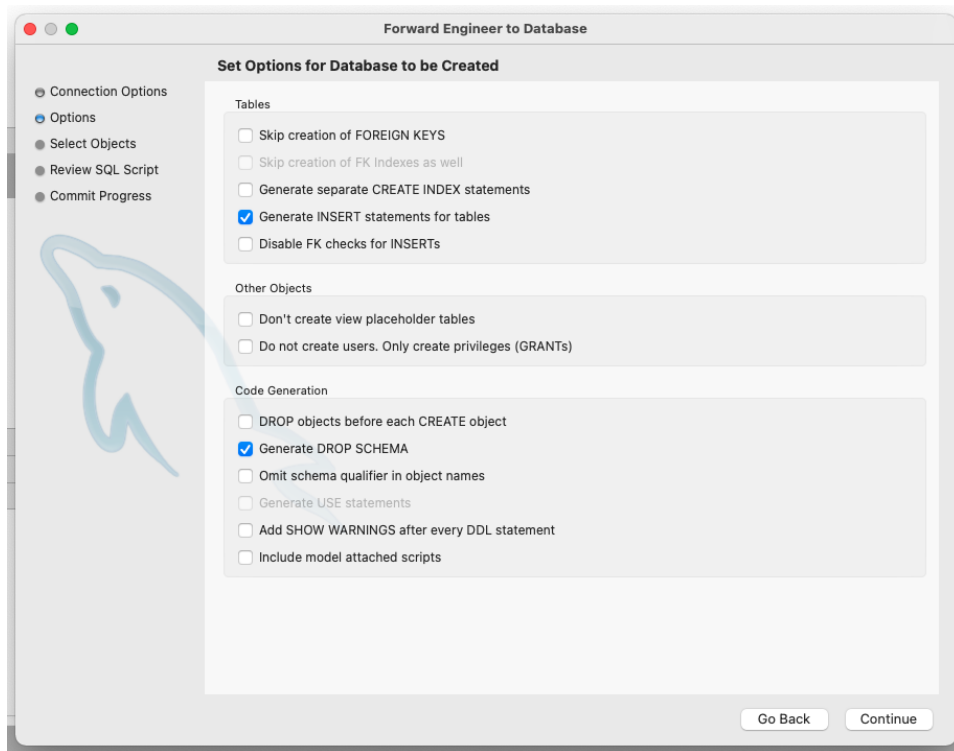 Forward Engineer to Database
Set Options for Database to be Created
Connection Options
Options
Select Objects
Review SQL Script
Commit Progress
Tables
Skip creation of FOREIGN KEYS
Skip creation of FK Indexes as well
Generate separate CREATE INDEX statements
Generate INSERT statements for tables
Disable FK checks for INSERTs
Other Objects
Don't create view placeholder tables
Do not create users. Only create privileges (GRANTs)
Code Generation
DROP objects before each CREATE object
Generate DROP SCHEMA
Omit schema qualifier in object names
Generate USE statements
Add SHOW WARNINGS after every DDL statement
Include model attached scripts
Go Back
Continue